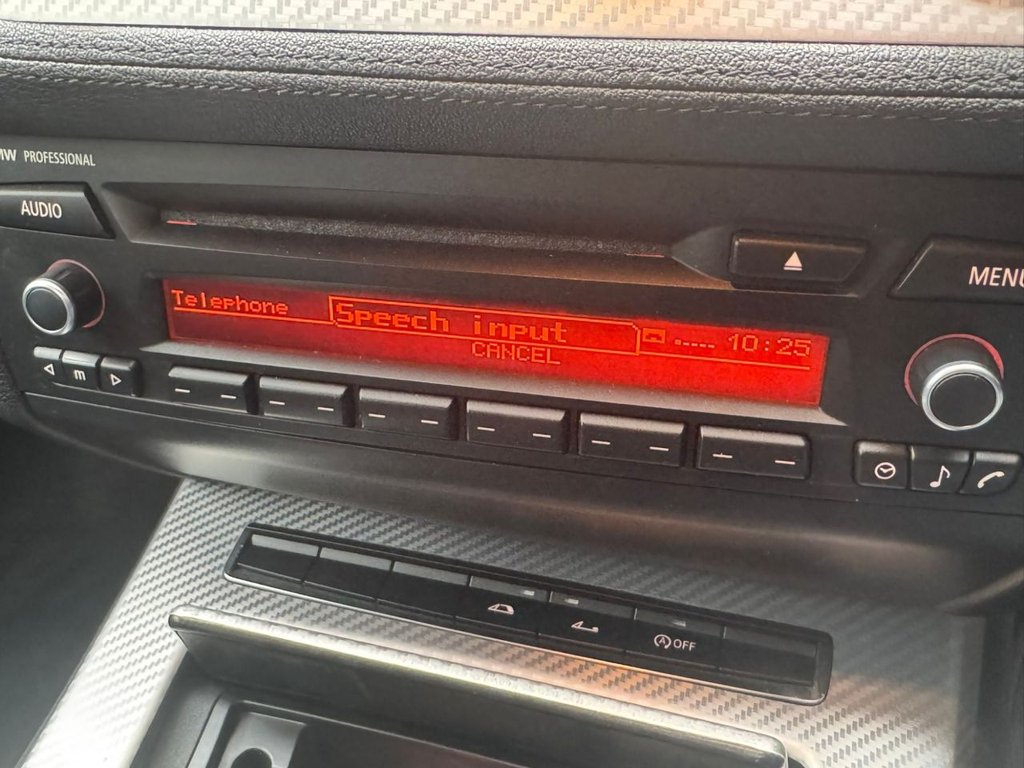 PROFESSIONAL
AUDIO
MENU
Telephone
Speech input
10:25
CANCEL
m
OFF